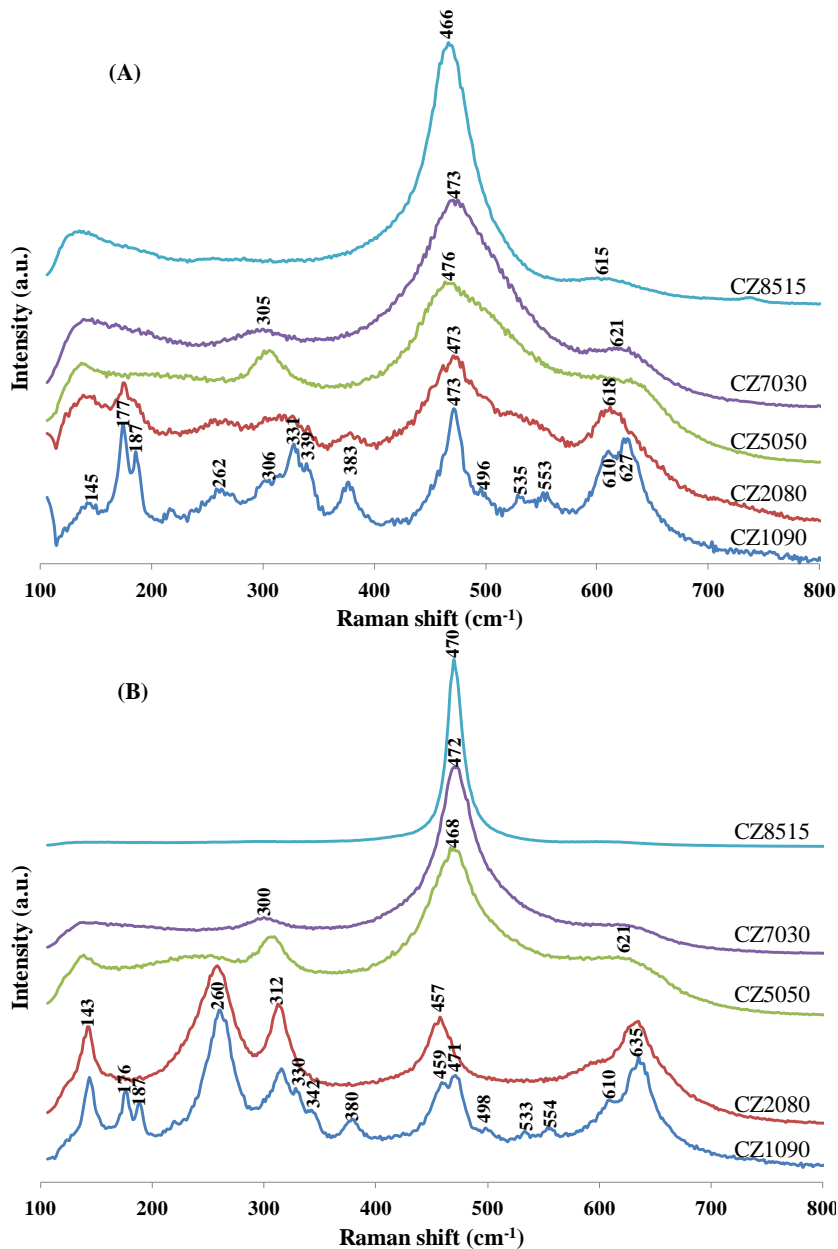 (A)
466
473
476
473
473
305
615
621
618
610
627
145
177
187
262
306
331
339
383
496
535
553
CZ8515
CZ7030
CZ5050
CZ2080
CZ1090
Intensity (a.u.)
100 200 300 400 500 600 700 800
Raman shift (cm-1)
(B)
470
472
468
300
621
143
260
312
457
176
187
330
342
380
459
471
498
533
554
610
635
CZ8515
CZ7030
CZ5050
CZ2080
CZ1090
Intensity (a.u.)
100 200 300 400 500 600 700 800
Raman shift (cm-1)